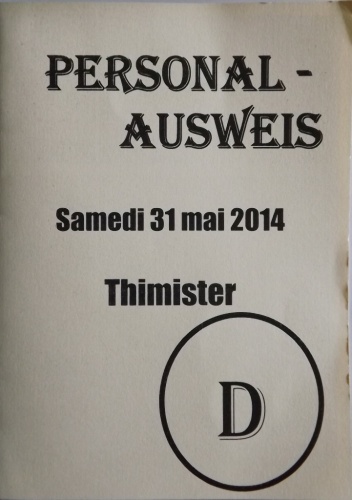 PERSONAL -
AUSWEIS
Samedi 31 mai 2014
Thimister
D